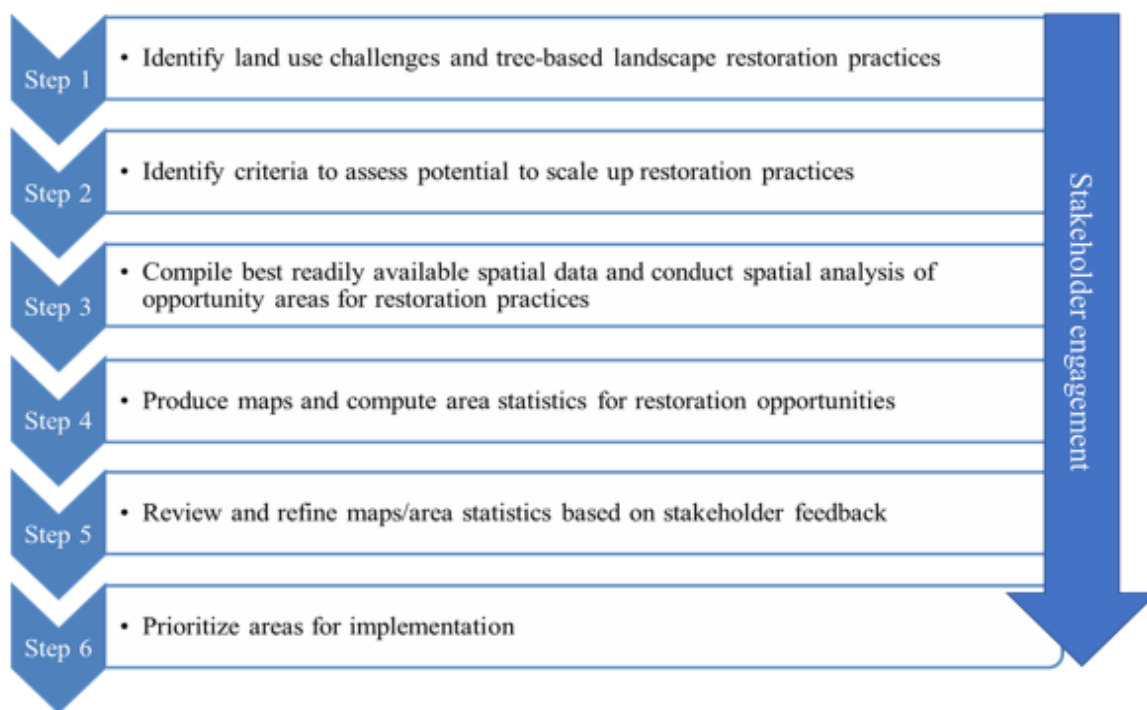 Step 1
• Identify land use challenges and tree-based landscape restoration practices
Step 2
• Identify criteria to assess potential to scale up restoration practices
Step 3
• Compile best readily available spatial data and conduct spatial analysis of
opportunity areas for restoration practices
Step 4
• Produce maps and compute area statistics for restoration opportunities
Step 5
• Review and refine maps/area statistics based on stakeholder feedback
Step 6
• Prioritize areas for implementation
Stakeholder engagement